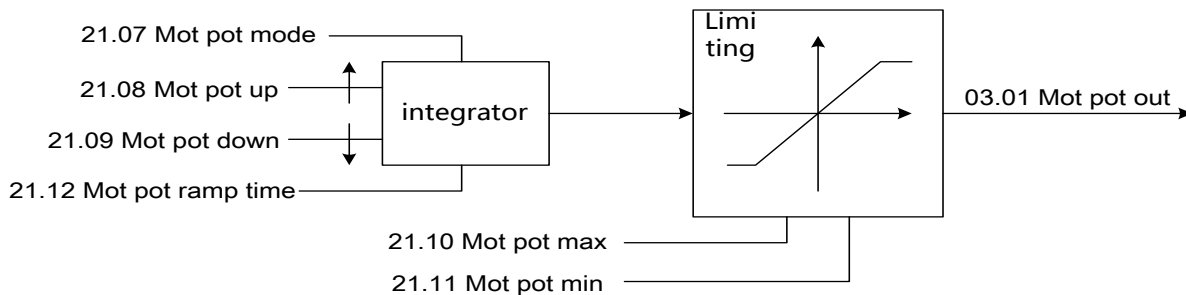 21.07 Mot pot mode
21.08 Mot pot up
21.09 Mot pot down
21.12 Mot pot ramp time
integrator
Limi
ting
03.01 Mot pot out
21.10 Mot pot max
21.11 Mot pot min